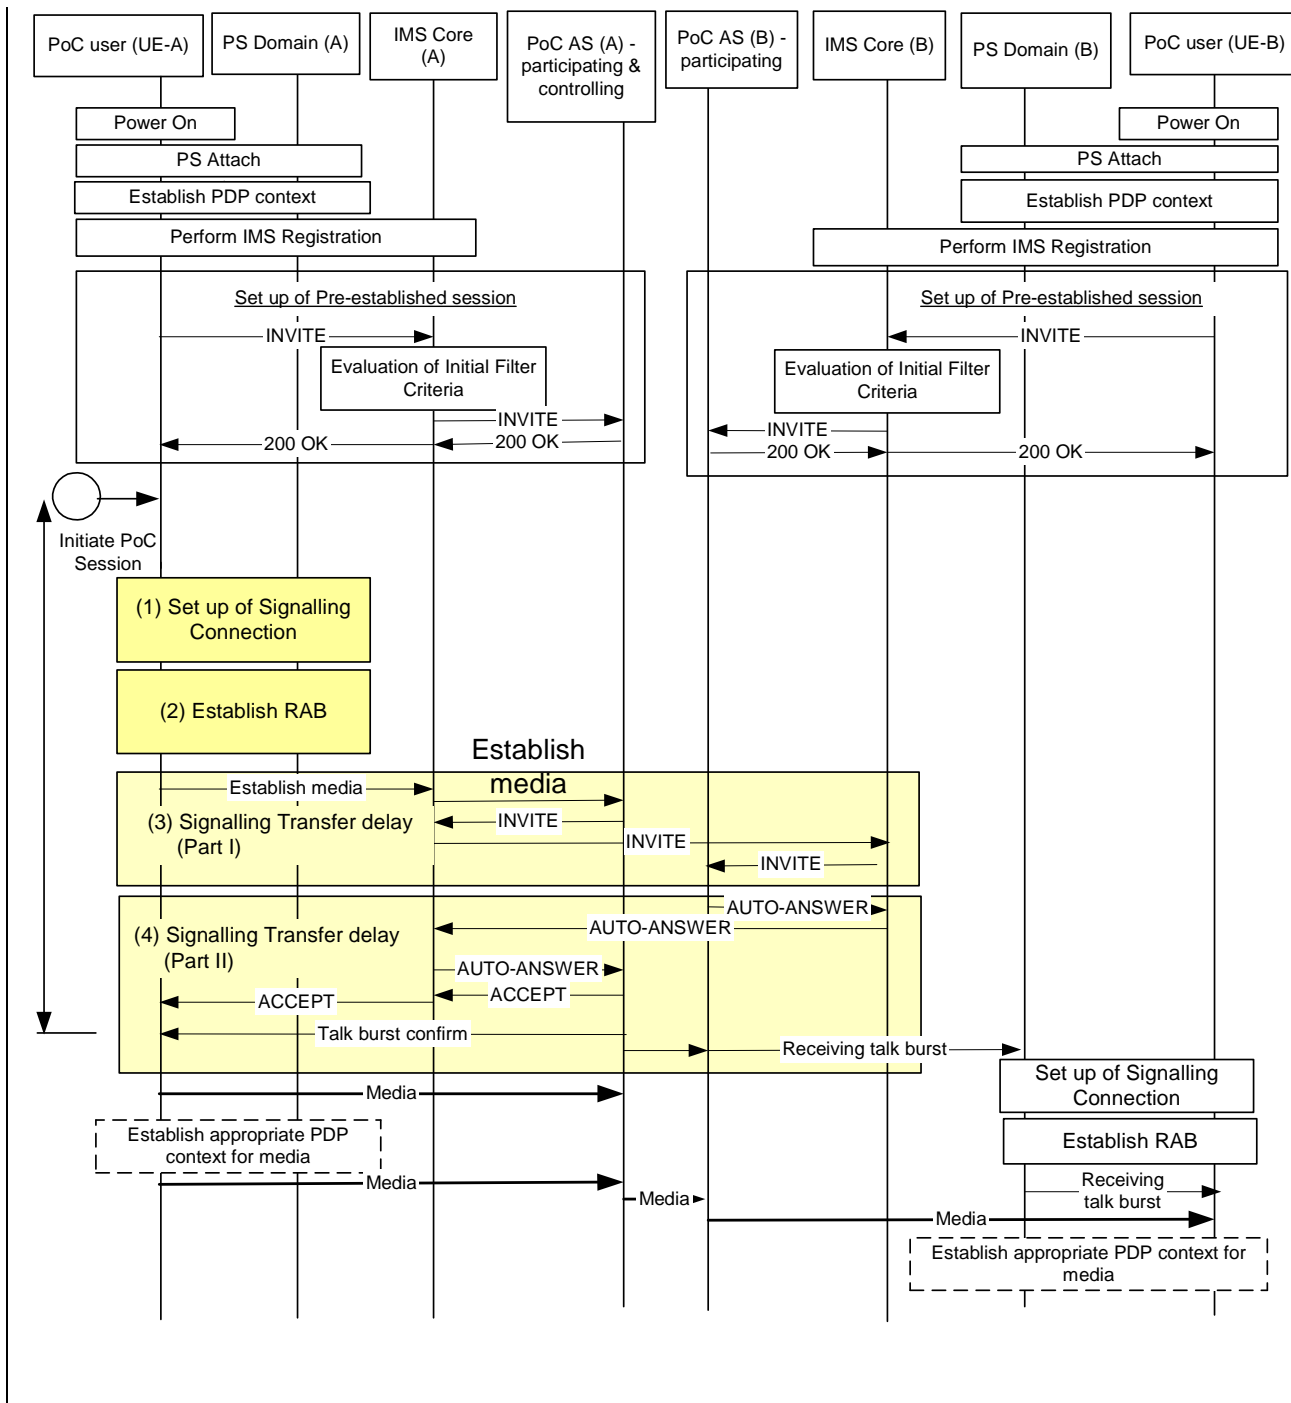 PoC user (UE-A)
PS Domain (A)
IMS Core
(A)
PoC AS (A) -
participating &
controlling
PoC AS (B) -
participating
IMS Core (B)
PS Domain (B)
PoC user (UE-B)
Power On
Power On
PS Attach
PS Attach
Establish PDP context
Establish PDP context
Perform IMS Registration
Perform IMS Registration
Set up of Pre-established session
Set up of Pre-established session
INVITE
INVITE
Evaluation of Initial Filter
Criteria
Evaluation of Initial Filter
Criteria
INVITE
INVITE
200 OK
200 OK
200 OK
200 OK
Initiate PoC
Session
(1) Set up of Signalling
Connection
(2) Establish RAB
Establish
media
Establish media
(3) Signalling Transfer delay
(Part I)
INVITE
INVITE
INVITE
AUTO-ANSWER
AUTO-ANSWER
(4) Signalling Transfer delay
(Part II)
AUTO-ANSWER
ACCEPT
ACCEPT
Talk burst confirm
Receiving talk burst
Set up of Signalling
Connection
Media
Establish appropriate PDP
context for media
Establish RAB
Media
Receiving
talk burst
Media
Media
Establish appropriate PDP context for
media